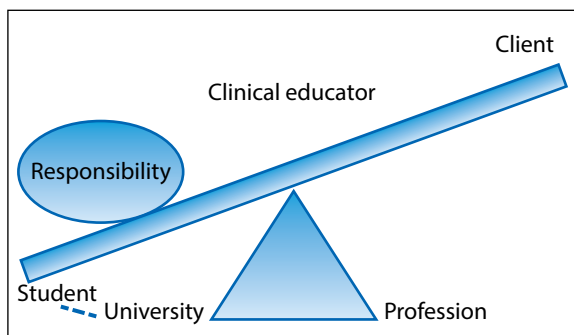 Client
Clinical educator
Responsibility
Student
University
Profession